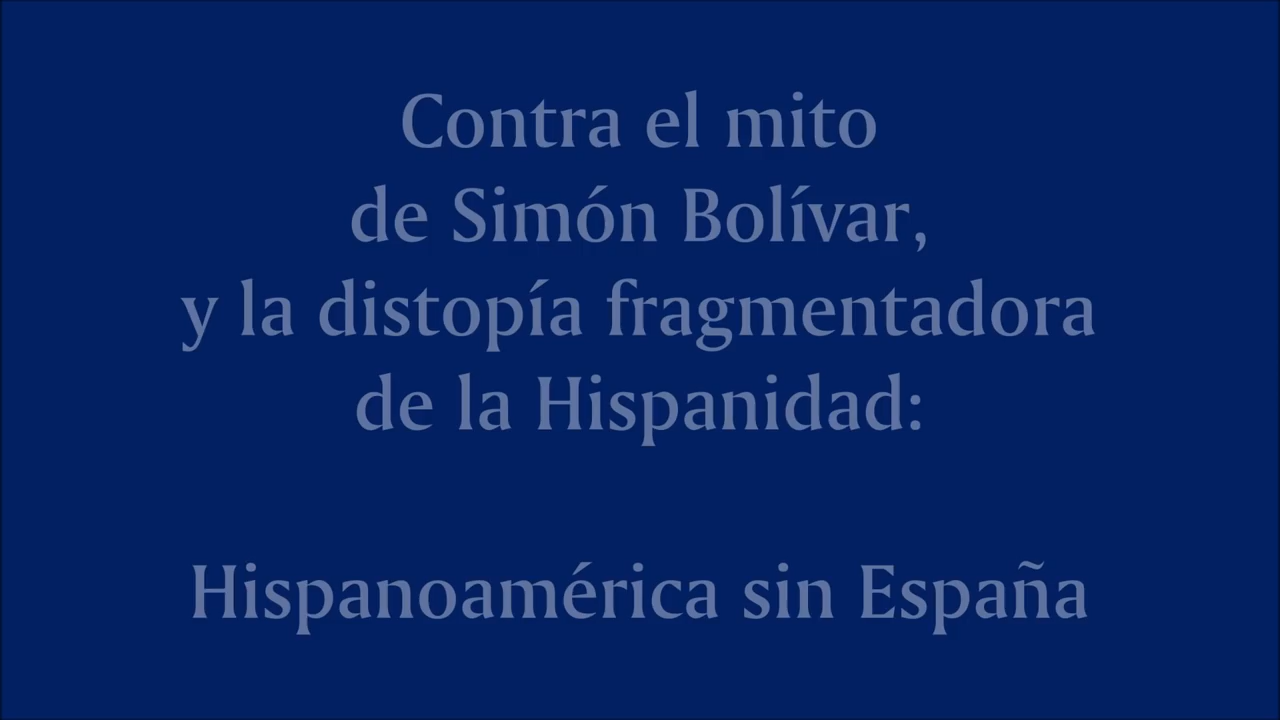 Contra el mito
de Simón Bolívar,
y la distopía fragmentadora
de la Hispanidad:
Hispanoamérica sin España